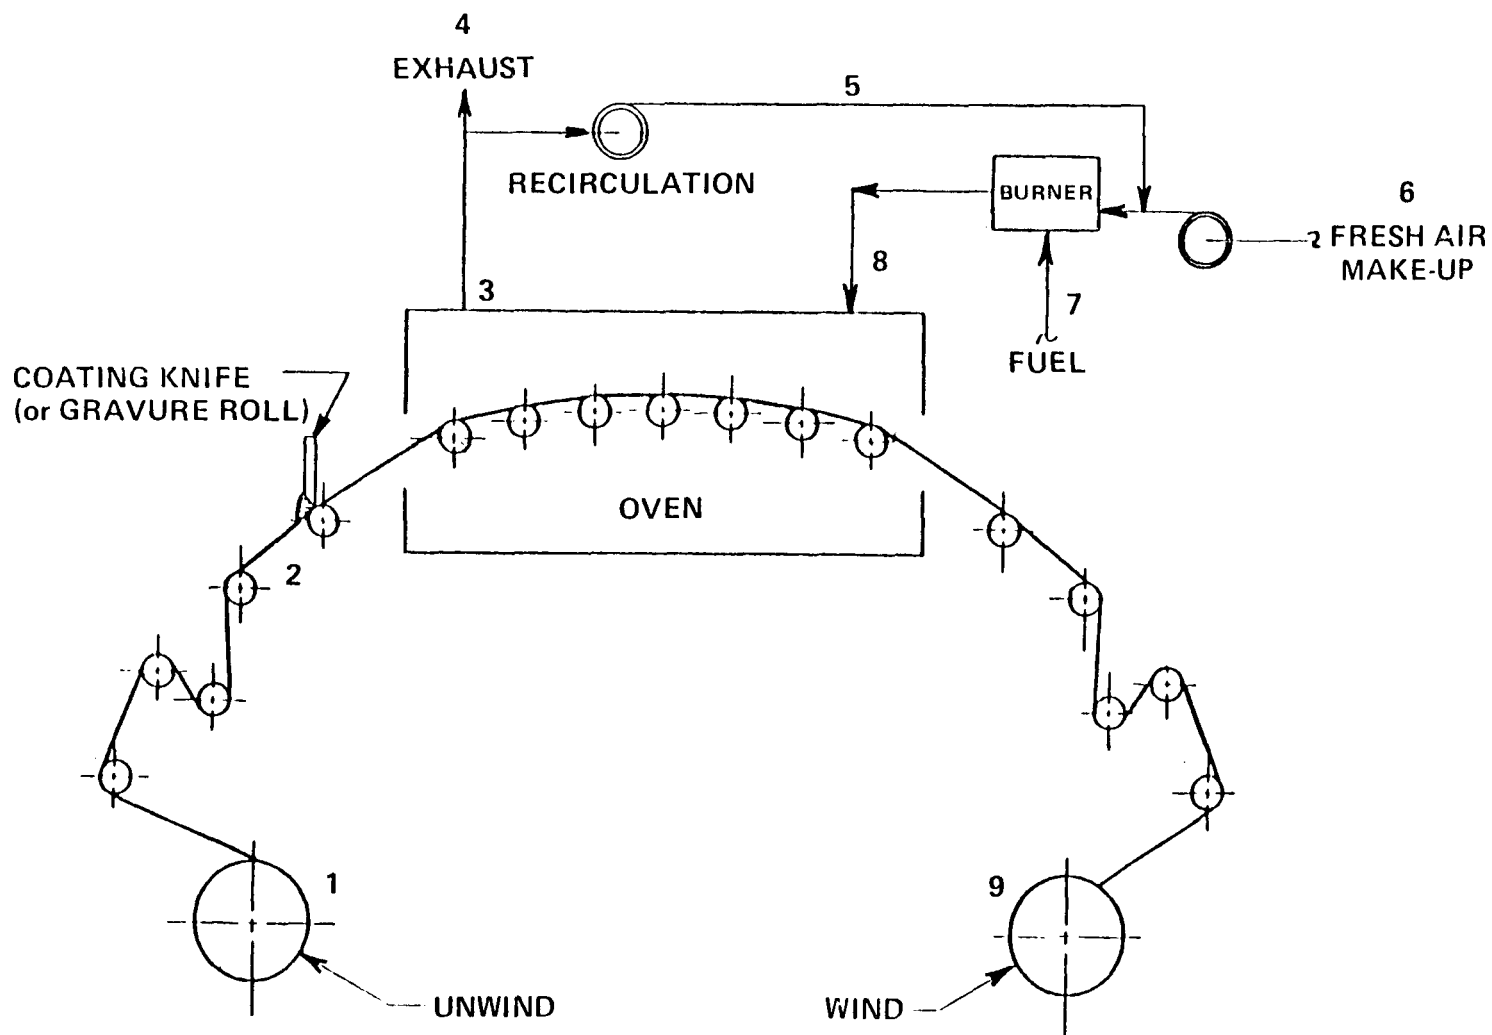 4
EXHAUST
5
RECIRCULATION
BURNER
6
FRESH AIR
MAKE-UP
8
7
FUEL
3
COATING KNIFE
(or GRAVURE ROLL)
OVEN
2
1
UNWIND
9
WIND